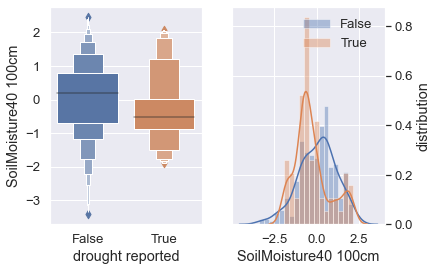 SoilMoisture40 100cm
2
1
0
−1
−2
−3
False
True
drought reported
False
True
0.8
0.6
0.4
0.2
0.0
distribution
−2.5
0.0
2.5
SoilMoisture40 100cm